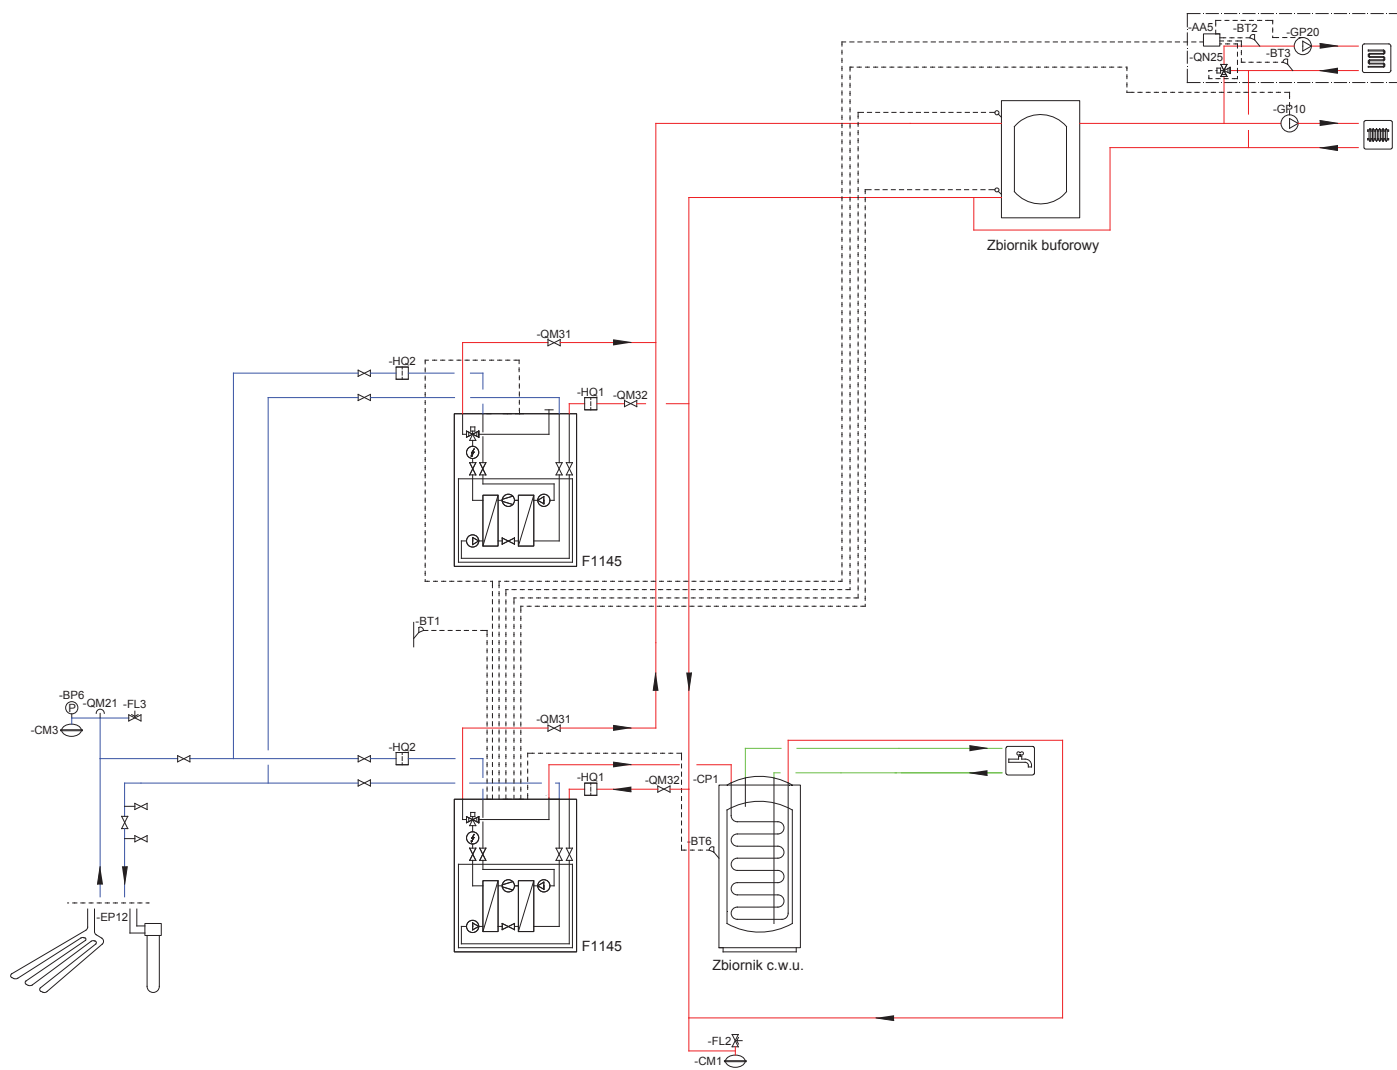 -AA5
-BT2
-GP20
-QN25
-BT3
-GP10
Zbiornik buforowy
-QM31
-HQ2
-HQ1
-QM32
F1145
-BT1
-BP6
P
-QM21
-FL3
-CM3
-QM31
-HQ2
-HQ1
-QM32
-CP1
-BT6
-EP12
F1145
Zbiornik c.w.u.
-FL2
-CM1